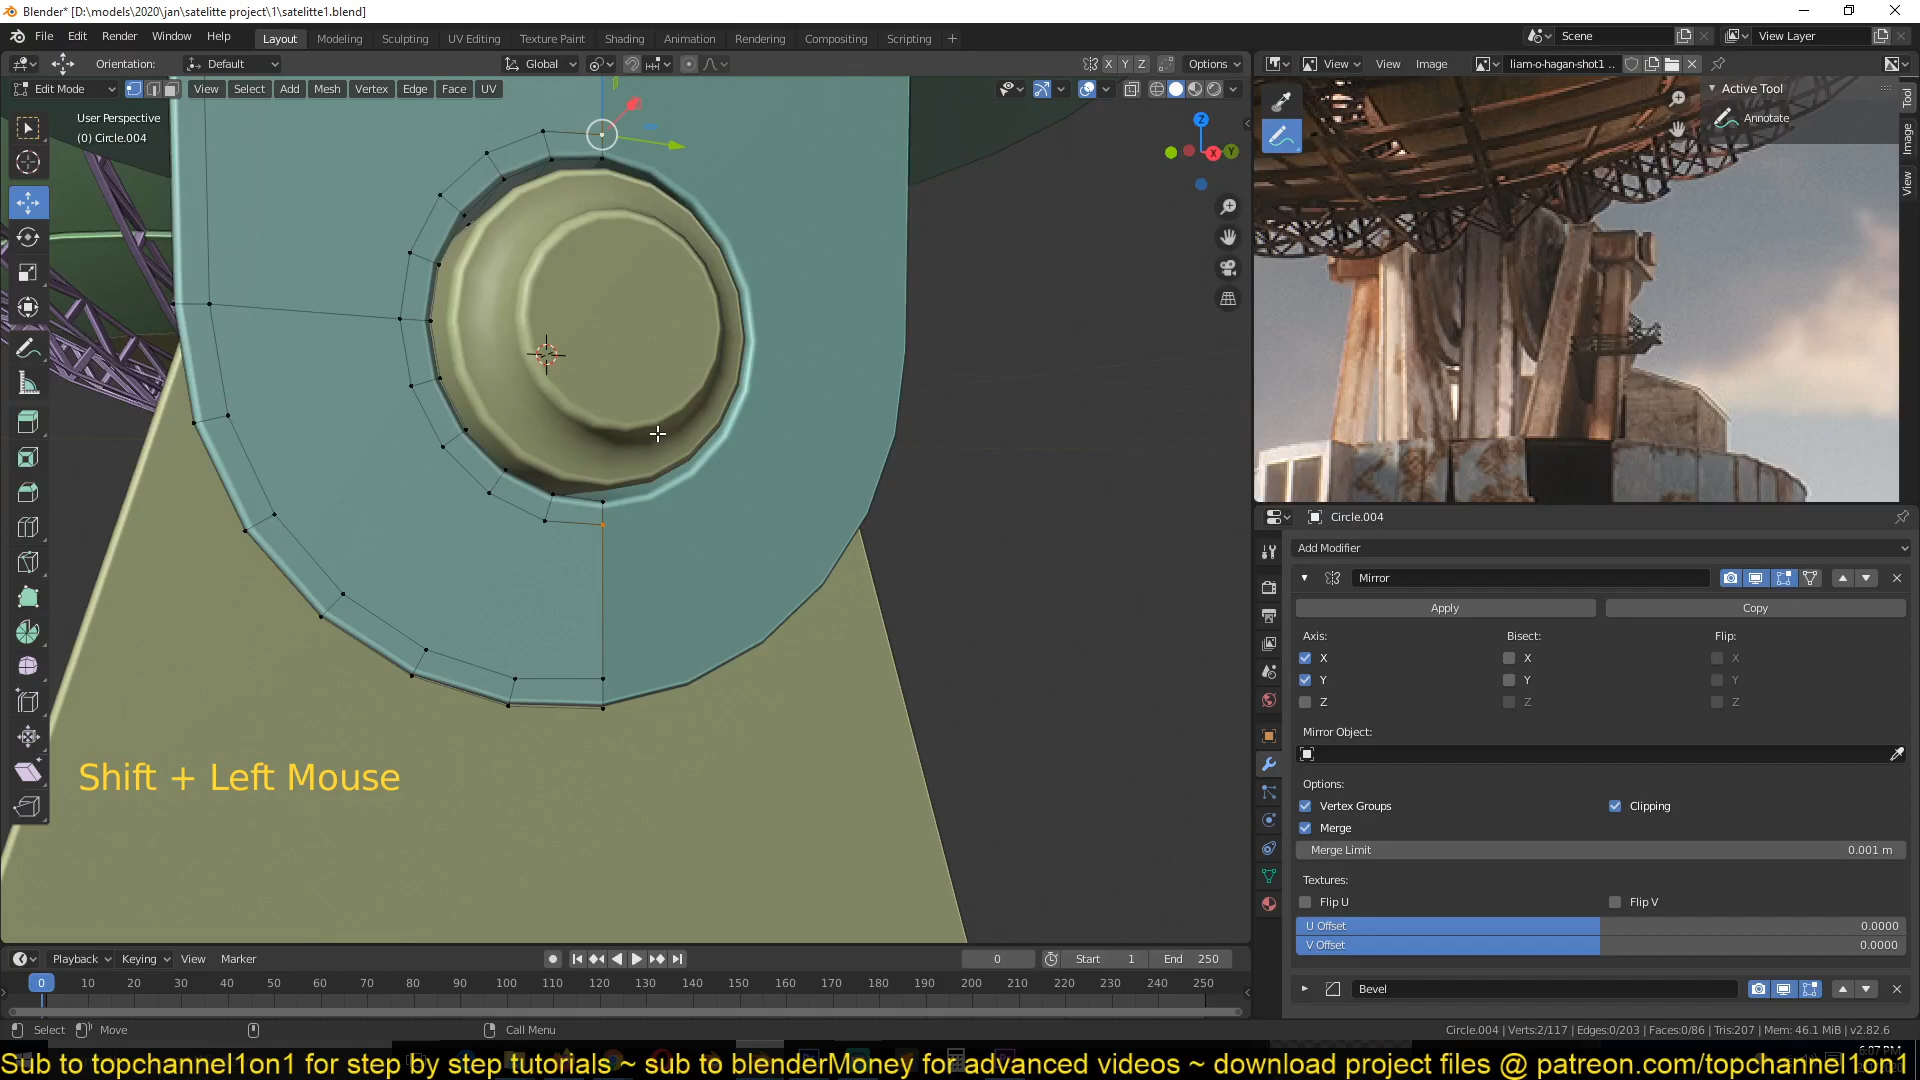 Blender* [D:\models\2020\jan\satelitte project\1\satelitte1.blend]
File Edit Render Window Help Layout Modeling Sculpting UV Editing Texture Paint Shading Animation Rendering Compositing Scripting + Scene View Layer
Orientation: Default Global X Y Z Options View View Image liam-o-hagan-shot1 ..
Edit Mode View Select Add Mesh Vertex Edge Face UV
Active Tool
Annotate
Tool
Image
View
User Perspective
(0) Circle.004
Z
X
Y
Circle.004
Add Modifier
Mirror
Apply Copy
Axis: Bisect: Flip:
X X X
Y Y Y
Z Z Z
Mirror Object:
Options:
Vertex Groups Clipping
Merge
Merge Limit 0.001 m
Textures:
Flip U Flip V
U Offset 0.0000
V Offset 0.0000
Bevel
Shift + Left Mouse
Playback Keying View Marker 0 Start 1 End 250
0 10 20 30 40 50 60 70 80 90 100 110 120 130 140 150 160 170 180 190 200 210 220 230 240 250
Select Move Call Menu Circle.004 | Verts:2/117 | Edges:0/203 | Faces:0/86 | Tris:207 | Mem: 46.1 MiB | v2.82.6
Sub to topchannel1on1 for step by step tutorials ~ sub to blenderMoney for advanced videos ~ download project files @ patreon.com/topchannel1on1
6:07 PM